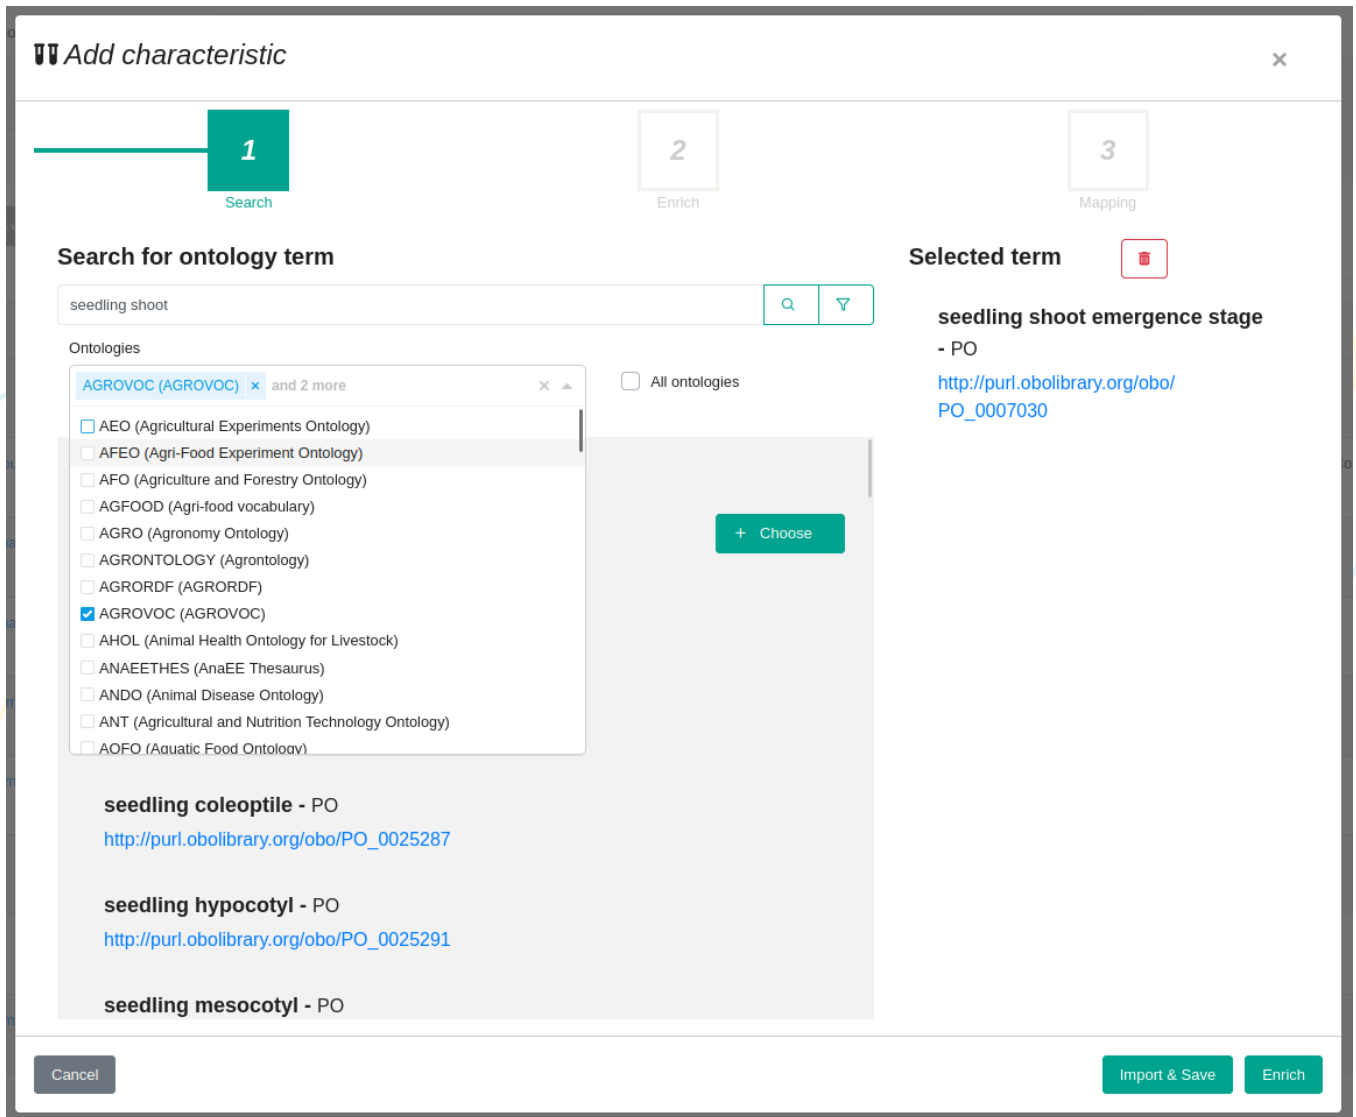 Add characteristic
×
1
2
3
Search
Enrich
Mapping
Search for ontology term
Selected term
seedling shoot
seedling shoot emergence stage
- PO
http://purl.obolibrary.org/obo/
PO_0007030
Ontologies
AGROVOC (AGROVOC) × and 2 more
All ontologies
AEO (Agricultural Experiments Ontology)
AFEO (Agri-Food Experiment Ontology)
AFO (Agriculture and Forestry Ontology)
AGFOOD (Agri-food vocabulary)
AGRO (Agronomy Ontology)
AGRONTOLOGY (Agrontology)
AGRORDF (AGRORDF)
AGROVOC (AGROVOC)
AHOL (Animal Health Ontology for Livestock)
ANAEETHES (AnaEE Thesaurus)
ANDO (Animal Disease Ontology)
ANT (Agricultural and Nutrition Technology Ontology)
AOFO (Aquatic Food Ontology)
+ Choose
seedling coleoptile - PO
http://purl.obolibrary.org/obo/PO_0025287
seedling hypocotyl - PO
http://purl.obolibrary.org/obo/PO_0025291
seedling mesocotyl - PO
Cancel
Import & Save
Enrich